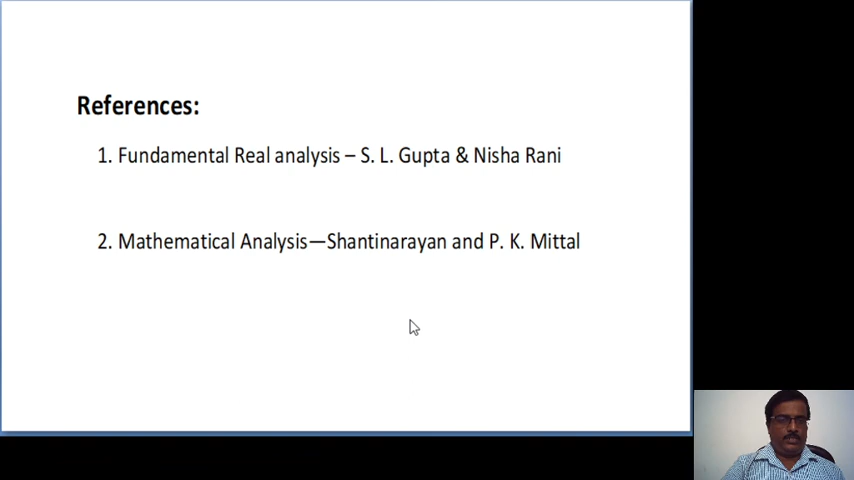 References:
1. Fundamental Real analysis – S. L. Gupta & Nisha Rani
2. Mathematical Analysis—Shantinarayan and P. K. Mittal